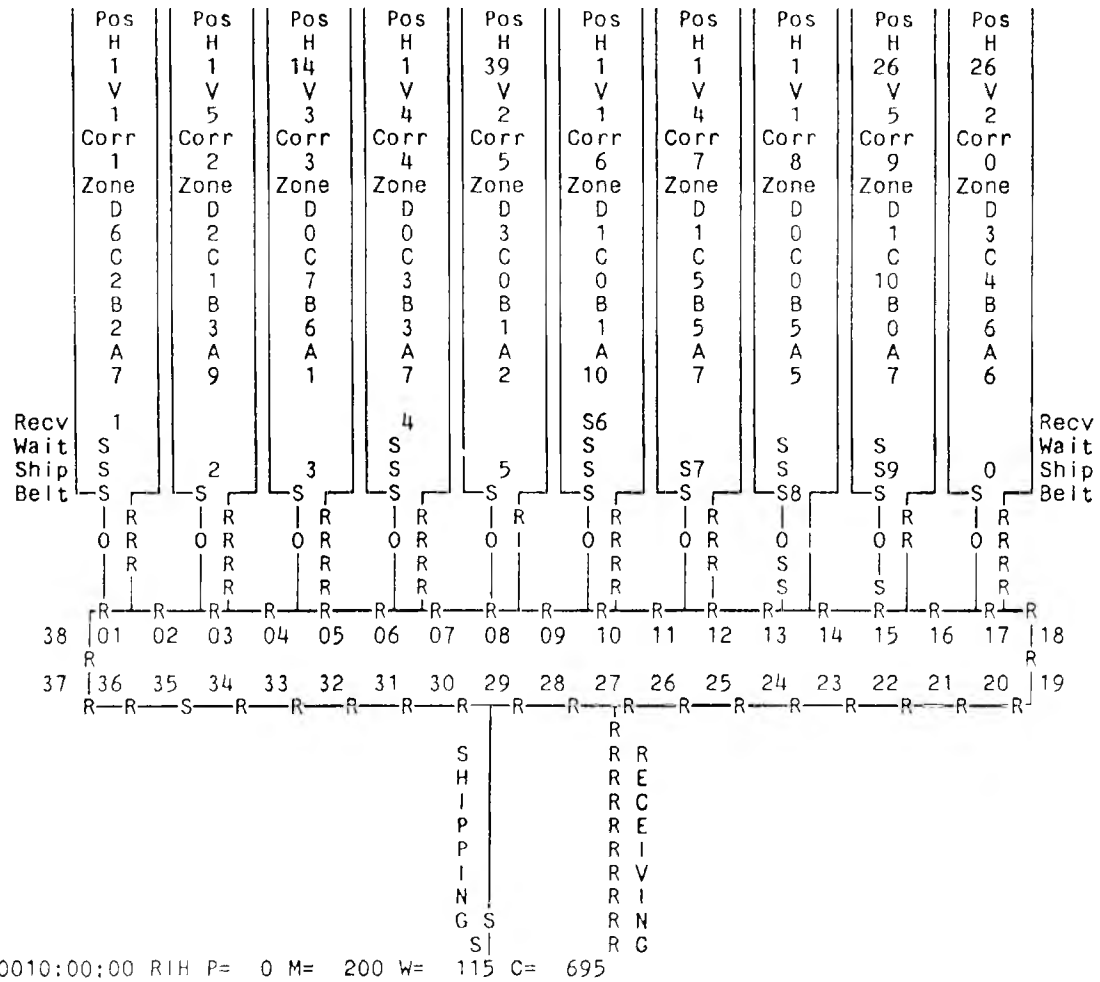 Pos Pos Pos Pos Pos Pos Pos Pos Pos Pos
H H H H H H H H H H
1 1 14 1 39 1 1 1 26 26
V V V V V V V V V V
1 5 3 4 2 1 4 1 5 2
Corr Corr Corr Corr Corr Corr Corr Corr Corr Corr
1 2 3 4 5 6 7 8 9 0
Zone Zone Zone Zone Zone Zone Zone Zone Zone Zone
D D D D D D D D D D
6 2 0 0 3 1 1 0 1 3
C C C C C C C C C C
2 1 7 3 0 0 5 0 10 4
B B B B B B B B B B
2 3 6 3 1 1 5 5 0 6
A A A A A A A A A A
7 9 1 7 2 10 7 5 7 6
Recv 1 4 S6 Recv
Wait S S S S S Wait
Ship S 2 3 S 5 S S7 S S9 0 Ship
Belt S S S S S S S S8 S S Belt
R R R R R R R R R
O R O R O R O R O R O R O R O O R O R
R R R R R R S R
R R R R S S R
R R R R R R R R R R R R R R R R R R
38 01 02 03 04 05 06 07 08 09 10 11 12 13 14 15 16 17 18
R R
37 36 35 34 33 32 31 30 29 28 27 26 25 24 23 22 21 20 19
R R S R R R R R R R R R R R R R R R
R
S R R
H R E
I R C
P R E
P R I
I R V
N R I
G S R N
S R G
0010:00:00 RIH P= 0 M= 200 W= 115 C= 695